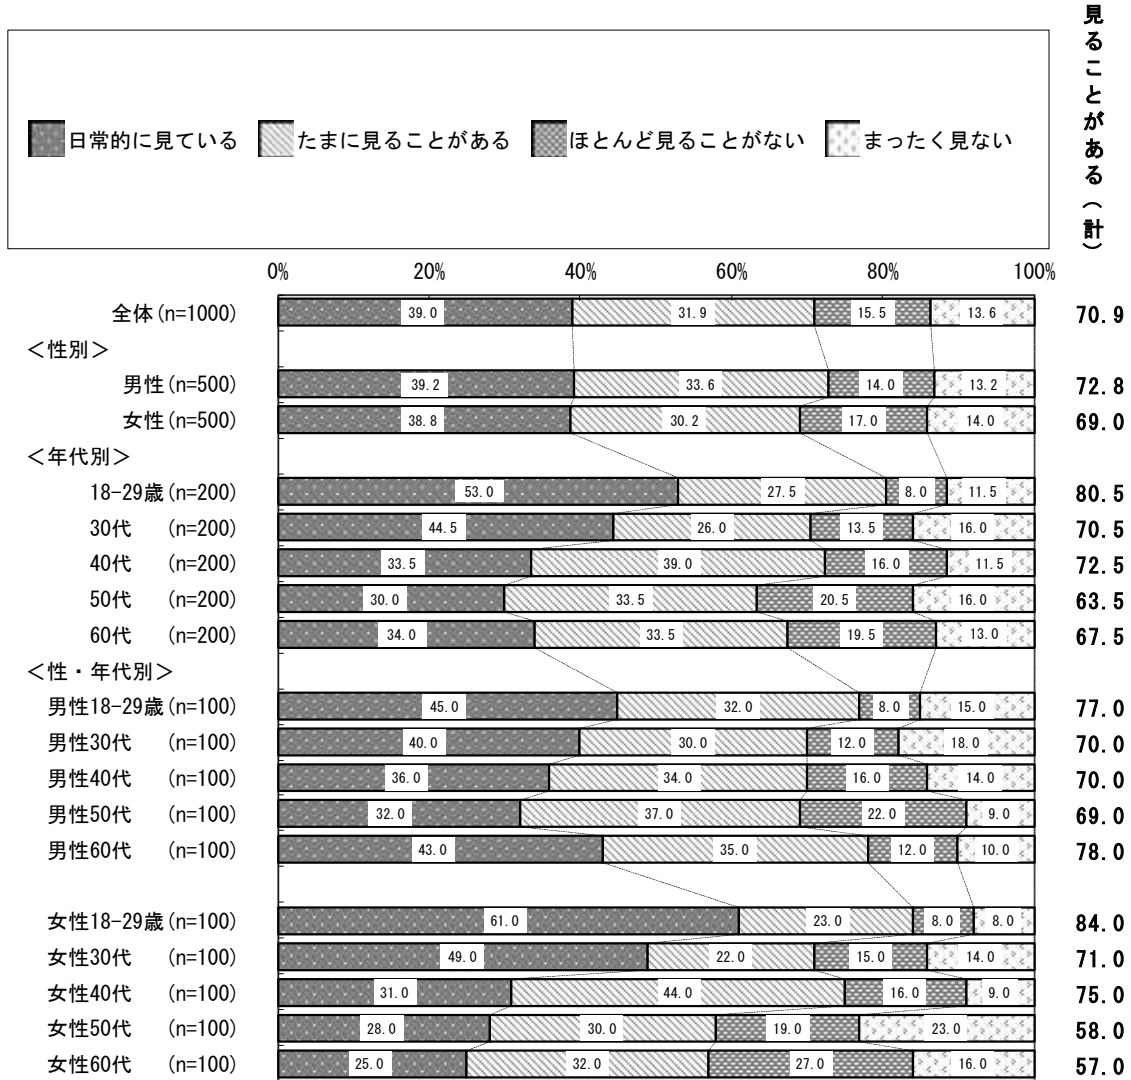 見ることがある（計）
日常的に見ている たまに見ることがある ほとんど見ることがない まったく見ない
0% 20% 40% 60% 80% 100%
全体(n=1000) 39.0 31.9 15.5 13.6 70.9
＜性別＞
男性(n=500) 39.2 33.6 14.0 13.2 72.8
女性(n=500) 38.8 30.2 17.0 14.0 69.0
＜年代別＞
18-29歳(n=200) 53.0 27.5 8.0 11.5 80.5
30代 (n=200) 44.5 26.0 13.5 16.0 70.5
40代 (n=200) 33.5 39.0 16.0 11.5 72.5
50代 (n=200) 30.0 33.5 20.5 16.0 63.5
60代 (n=200) 34.0 33.5 19.5 13.0 67.5
＜性・年代別＞
男性18-29歳(n=100) 45.0 32.0 8.0 15.0 77.0
男性30代 (n=100) 40.0 30.0 12.0 18.0 70.0
男性40代 (n=100) 36.0 34.0 16.0 14.0 70.0
男性50代 (n=100) 32.0 37.0 22.0 9.0 69.0
男性60代 (n=100) 43.0 35.0 12.0 10.0 78.0
女性18-29歳(n=100) 61.0 23.0 8.0 8.0 84.0
女性30代 (n=100) 49.0 22.0 15.0 14.0 71.0
女性40代 (n=100) 31.0 44.0 16.0 9.0 75.0
女性50代 (n=100) 28.0 30.0 19.0 23.0 58.0
女性60代 (n=100) 25.0 32.0 27.0 16.0 57.0